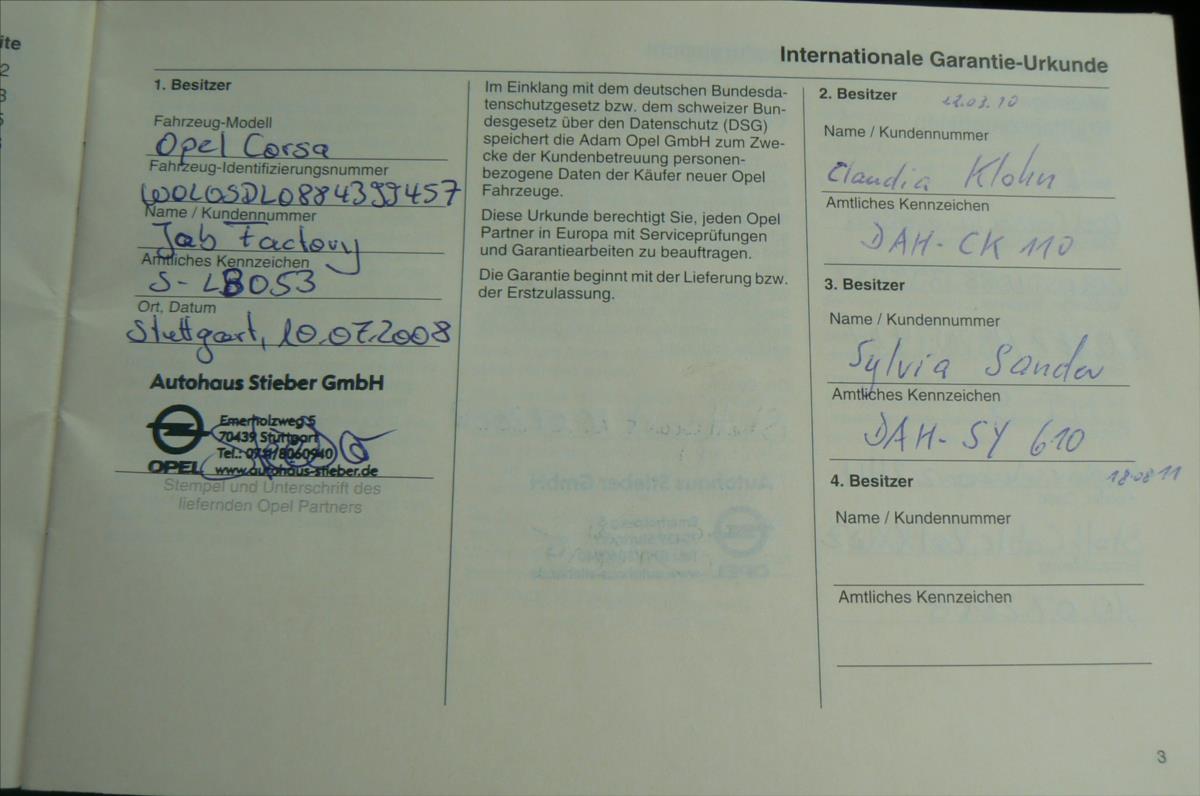 ite
2
3
Internationale Garantie-Urkunde
1. Besitzer
Fahrzeug-Modell
Opel Corsa
Fahrzeug-Identifizierungsnummer
W0L0SDL0884399457
Name / Kundennummer
Job Factory
Amtliches Kennzeichen
S-LB053
Ort, Datum
Stuttgart, 10.07.2008
Autohaus Stieber GmbH
Emerholzweg 5
70439 Stuttgart
Tel.: 0711/8060940
OPEL www.autohaus-stieber.de
Stempel und Unterschrift des
liefernden Opel Partners
Im Einklang mit dem deutschen Bundesda-
tenschutzgesetz bzw. dem schweizer Bun-
desgesetz über den Datenschutz (DSG)
speichert die Adam Opel GmbH zum Zwe-
cke der Kundenbetreuung personen-
bezogene Daten der Käufer neuer Opel
Fahrzeuge.
Diese Urkunde berechtigt Sie, jeden Opel
Partner in Europa mit Serviceprüfungen
und Garantiearbeiten zu beauftragen.
Die Garantie beginnt mit der Lieferung bzw.
der Erstzulassung.
2. Besitzer 12.03.10
Name / Kundennummer
Claudia Klohn
Amtliches Kennzeichen
DAH-CK 110
3. Besitzer
Name / Kundennummer
Sylvia Sander
Amtliches Kennzeichen
DAH-SY 610
4. Besitzer 18.08 11
Name / Kundennummer
Amtliches Kennzeichen
3